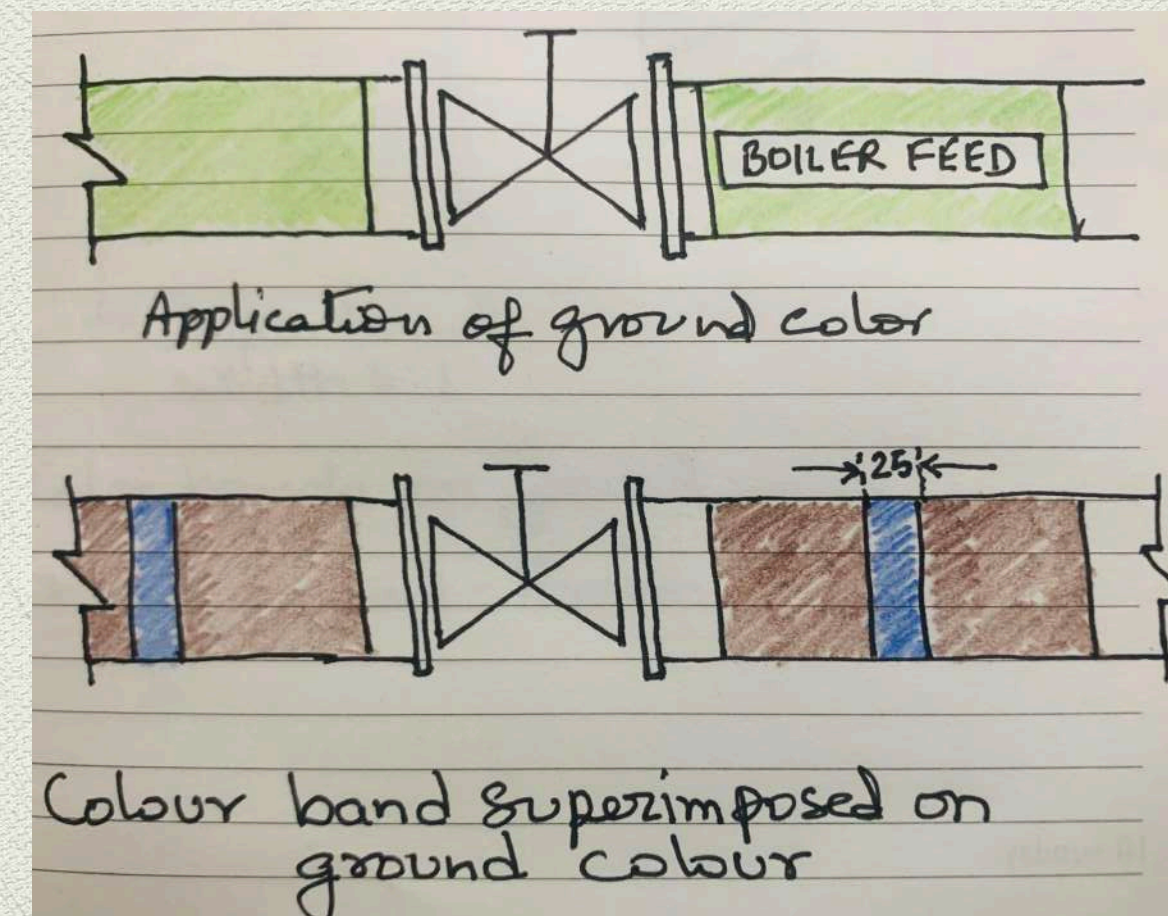 BOILER FEED
Application of ground color
25
Colour band superimposed on
ground colour